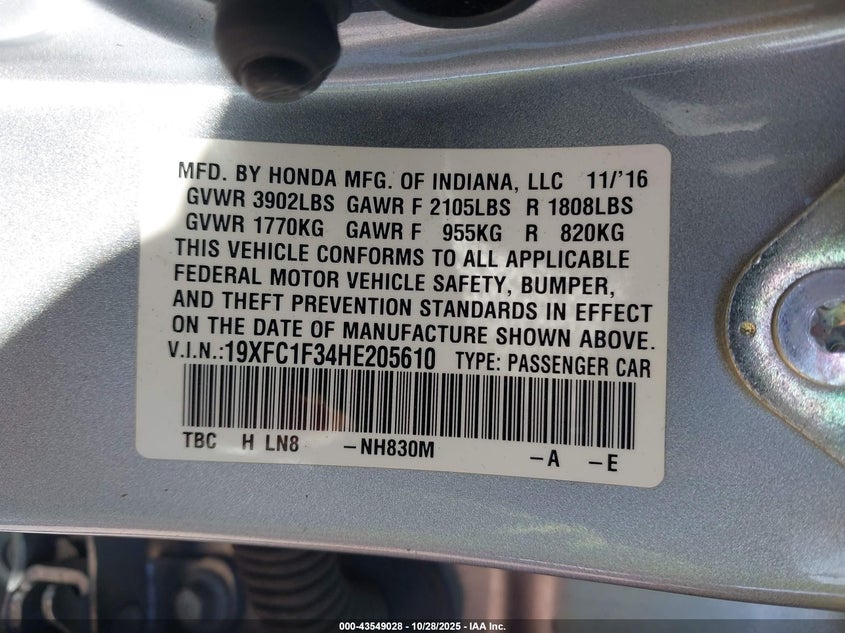 MFD. BY HONDA MFG. OF INDIANA, LLC 11/'16
GVWR 3902LBS GAWR F 2105LBS R 1808LBS
GVWR 1770KG GAWR F 955KG R 820KG
THIS VEHICLE CONFORMS TO ALL APPLICABLE
FEDERAL MOTOR VEHICLE SAFETY, BUMPER,
AND THEFT PREVENTION STANDARDS IN EFFECT
ON THE DATE OF MANUFACTURE SHOWN ABOVE.
V.I.N.:19XFC1F34HE205610 TYPE: PASSENGER CAR
TBC H LN8 -NH830M -A -E
000-43549028 - 10/28/2025 - IAA Inc.